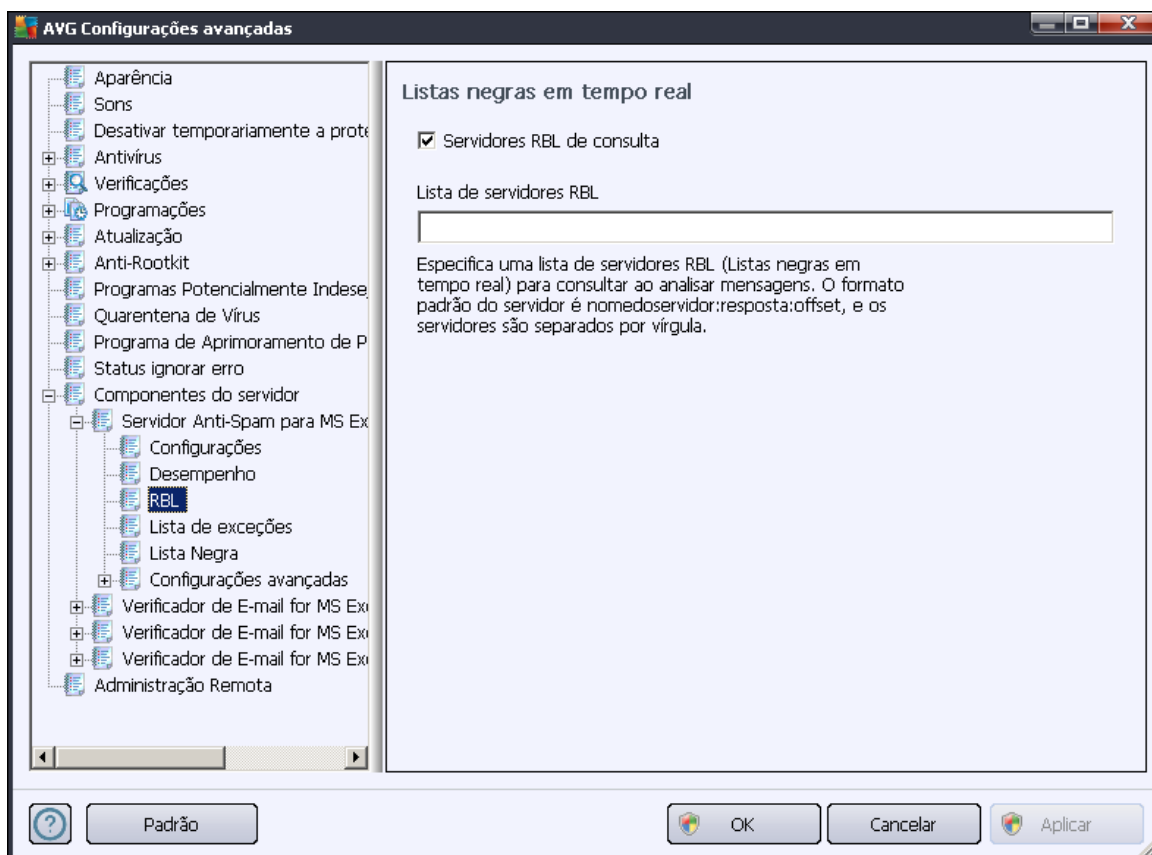 AVG Configurações avançadas
Aparência
Sons
Desativar temporariamente a prote
Antivírus
Verificações
Programações
Atualização
Anti-Rootkit
Programas Potencialmente Indese
Quarentena de Vírus
Programa de Aprimoramento de P
Status ignorar erro
Componentes do servidor
Servidor Anti-Spam para MS Ex
Configurações
Desempenho
RBL
Lista de exceções
Lista Negra
Configurações avançadas
Verificador de E-mail for MS Exc
Verificador de E-mail for MS Exc
Verificador de E-mail for MS Exc
Administração Remota
Listas negras em tempo real
Servidores RBL de consulta
Lista de servidores RBL
Especifica uma lista de servidores RBL (Listas negras em
tempo real) para consultar ao analisar mensagens. O formato
padrão do servidor é nomedoservidor:resposta:offset, e os
servidores são separados por vírgula.
Padrão
OK
Cancelar
Aplicar